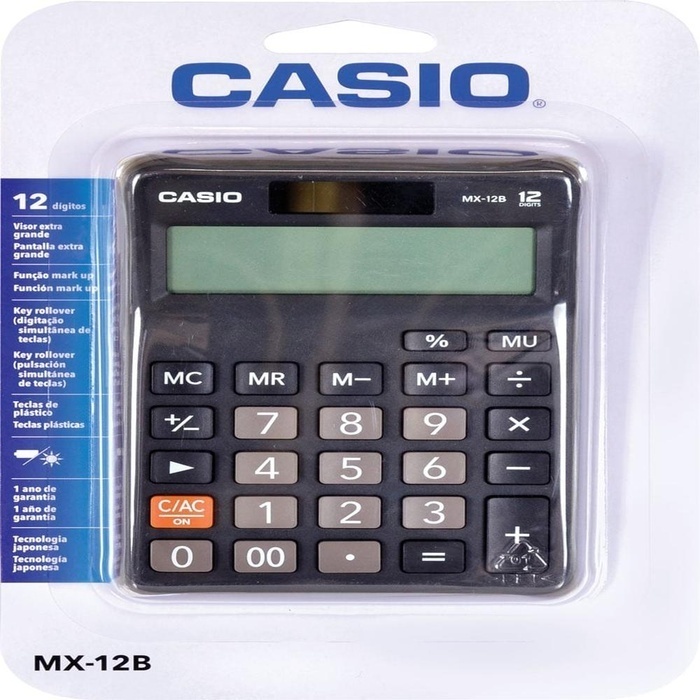 CASIO®
CASIO
MX-12B
12
DIGITS
12 dígitos
Visor extra
grande
Pantalla extra
grande
Função mark up
Función mark up
Key rollover
(digitação
simultânea de
teclas)
Key rollover
(pulsación
simultánea
de teclas)
Teclas de
plástico
Teclas plásticas
1 ano de
garantia
1 año de
garantía
Tecnologia
japonesa
Tecnología
japonesa
% MU
MC MR M− M+ ÷
+/− 7 8 9 ×
► 4 5 6 −
C/AC
ON
1 2 3 +
0 00 · =
MX-12B